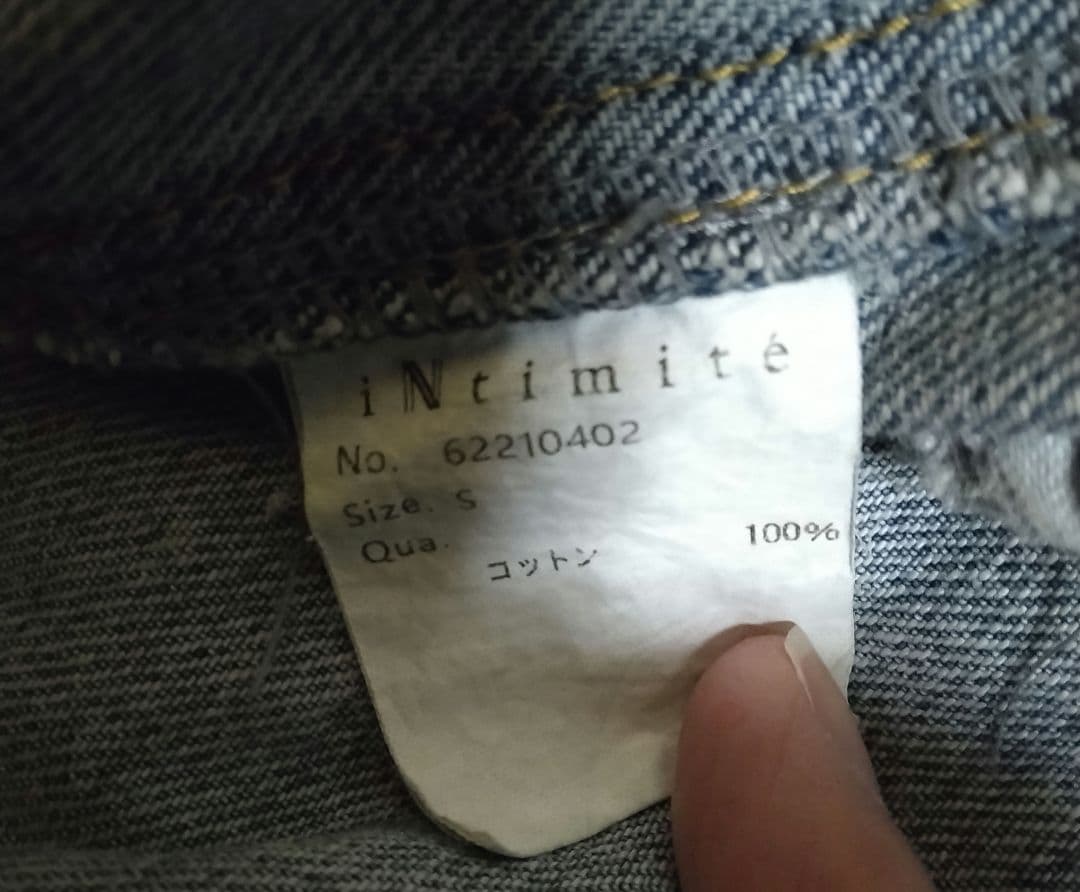 iNtimité
No. 62210402
Size. S
Qua.
コットン 100%